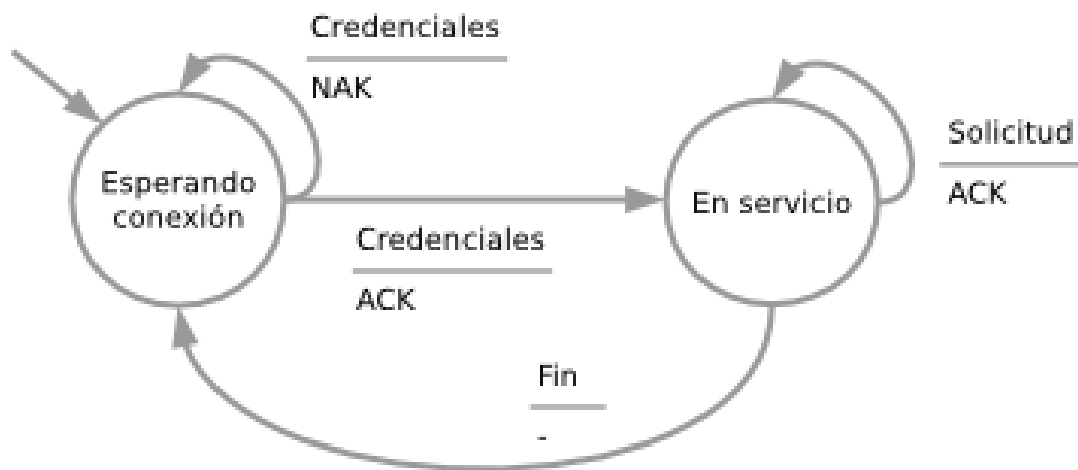 Credenciales
NAK
Esperando
conexión
Credenciales
ACK
En servicio
Solicitud
ACK
Fin
-